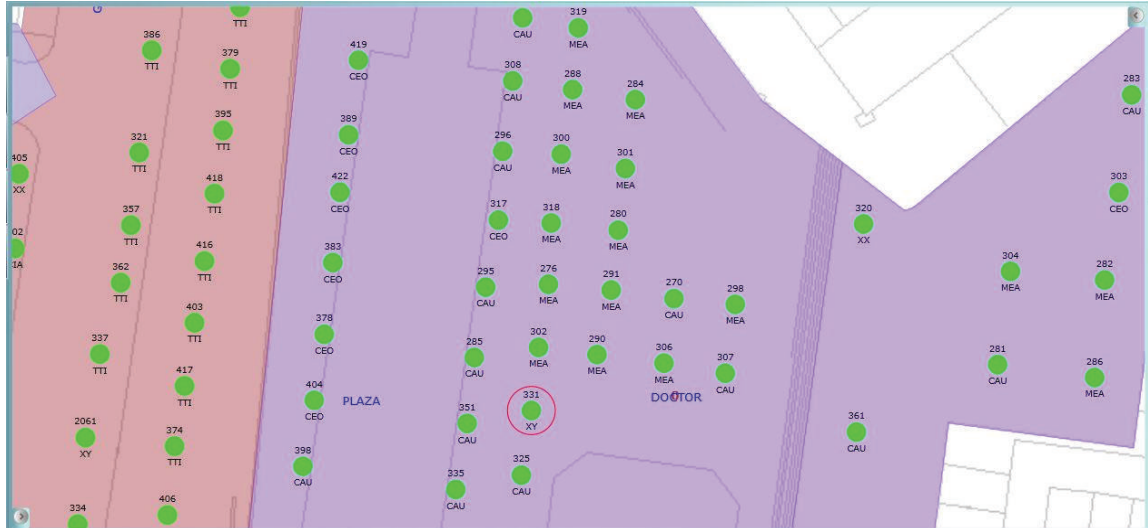 G
TTI
386
TTI
379
TTI
395
TTI
321
TTI
405
XX
418
TTI
357
TTI
416
TTI
362
TTI
403
TTI
337
TTI
417
TTI
2061
XY
374
TTI
334
406
419
CEO
389
CEO
422
CEO
383
CEO
378
CEO
404
CEO
398
CAU
PLAZA
CAU
319
MEA
308
CAU
288
MEA
284
MEA
296
CAU
300
MEA
301
MEA
317
CEO
318
MEA
280
MEA
295
CAU
276
MEA
291
MEA
270
CAU
298
MEA
285
CAU
302
MEA
290
MEA
306
MEA
307
CAU
DOCTOR
351
CAU
331
XY
335
CAU
325
CAU
283
CAU
303
CEO
320
XX
304
MEA
282
MEA
281
CAU
286
MEA
361
CAU